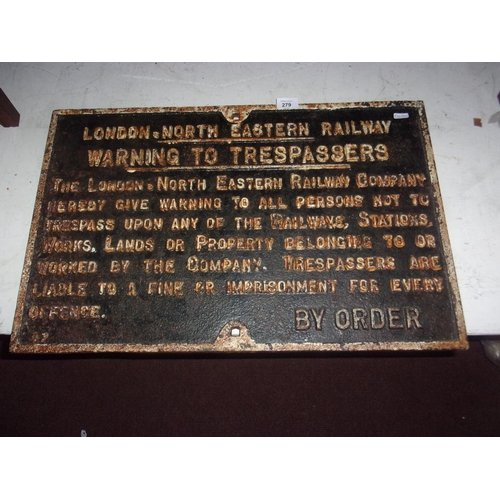 279
LONDON & NORTH EASTERN RAILWAY
WARNING TO TRESPASSERS
THE LONDON & NORTH EASTERN RAILWAY COMPANY
HEREBY GIVE WARNING TO ALL PERSONS NOT TO
TRESPASS UPON ANY OF THE RAILWAYS, STATIONS,
WORKS, LANDS OR PROPERTY BELONGING TO OR
WORKED BY THE COMPANY. TRESPASSERS ARE
LIABLE TO A FINE OR IMPRISONMENT FOR EVERY
OFFENCE.
BY ORDER